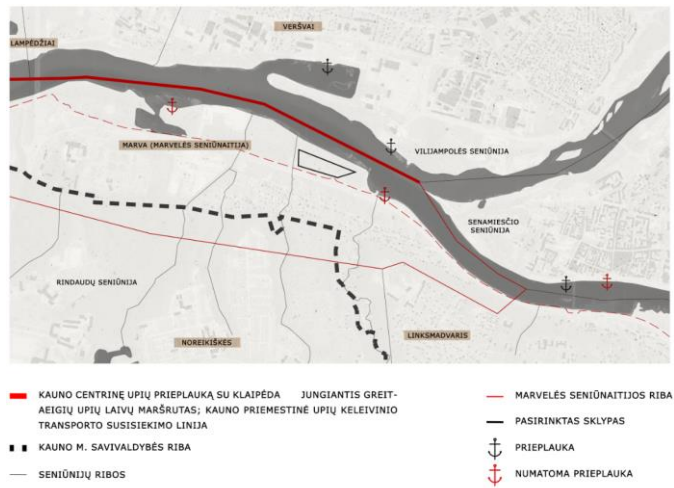 VERŠVAI
LAMPĖDŽIAI
MARVA (MARVELĖS SENIŪNAITIJA)
VILIJAMPOLĖS SENIŪNIJA
SENAMIESČIO
SENIŪNIJA
RINDAUDŲ SENIŪNIJA
NOREIKIŠKĖS
LINKSMADVARIS
KAUNO CENTRINĘ UPIŲ PRIEPLAUKĄ SU KLAIPĖDA JUNGIANTIS GREIT-
AEIGIŲ UPIŲ LAIVŲ MARŠRUTAS; KAUNO PRIEMESTINĖ UPIŲ KELEIVINIO
TRANSPORTO SUSISIEKIMO LINIJA
KAUNO M. SAVIVALDYBĖS RIBA
SENIŪNIJŲ RIBOS
MARVELĖS SENIŪNAITIJOS RIBA
PASIRINKTAS SKLYPAS
PRIEPLAUKA
NUMATOMA PRIEPLAUKA